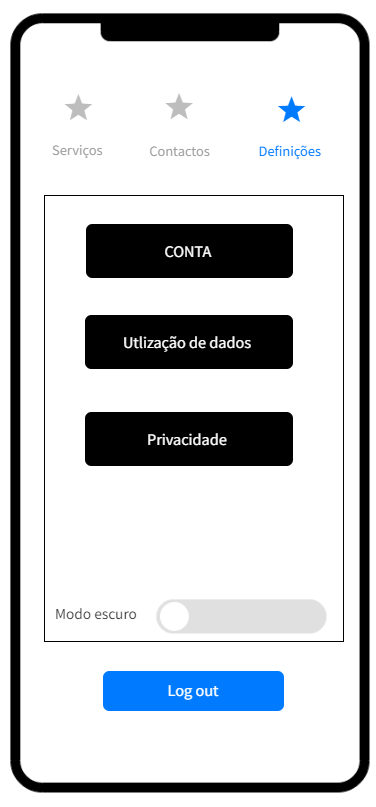 Serviços
Contactos
Definições
CONTA
Utlização de dados
Privacidade
Modo escuro
Log out